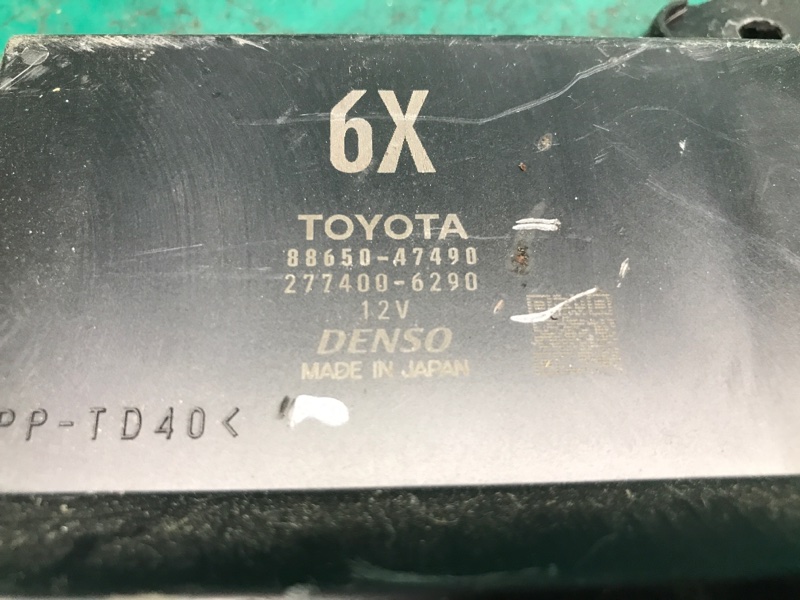 6X
TOYOTA
88650-47490
277400-6290
12V
DENSO
MADE IN JAPAN
PP-TD40<